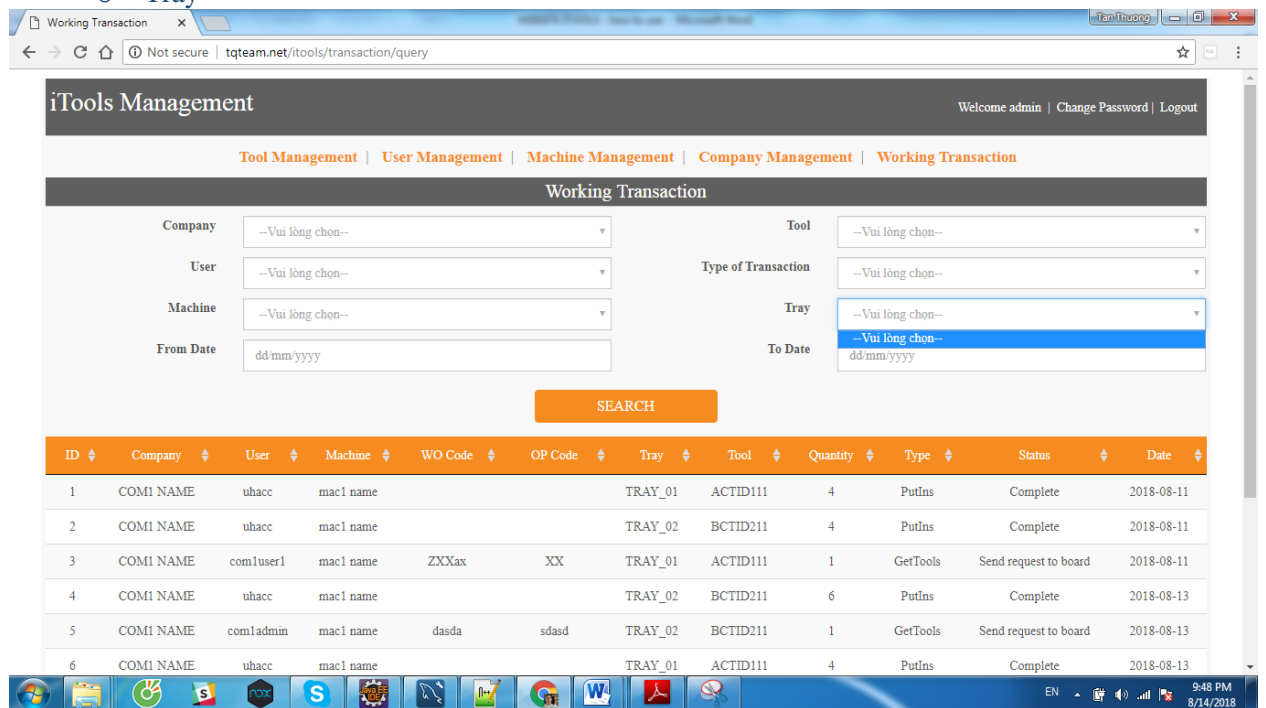 Tray
Working Transaction
Tan Thuong
Not secure | tqteam.net/itools/transaction/query
iTools Management
Welcome admin | Change Password | Logout
Tool Management | User Management | Machine Management | Company Management | Working Transaction
Working Transaction
Company --Vui lòng chọn-- Tool --Vui lòng chọn--
User --Vui lòng chọn-- Type of Transaction --Vui lòng chọn--
Machine --Vui lòng chọn-- Tray --Vui lòng chọn--
--Vui lòng chọn--
From Date dd/mm/yyyy To Date dd/mm/yyyy
SEARCH
ID Company User Machine WO Code OP Code Tray Tool Quantity Type Status Date
1 COM1 NAME uhacc mac1 name TRAY_01 ACTID111 4 PutIns Complete 2018-08-11
2 COM1 NAME uhacc mac1 name TRAY_02 BCTID211 4 PutIns Complete 2018-08-11
3 COM1 NAME com1user1 mac1 name ZXXax XX TRAY_01 ACTID111 1 GetTools Send request to board 2018-08-11
4 COM1 NAME uhacc mac1 name TRAY_02 BCTID211 6 PutIns Complete 2018-08-13
5 COM1 NAME com1admin mac1 name dasda sdasd TRAY_02 BCTID211 1 GetTools Send request to board 2018-08-13
6 COM1 NAME uhacc mac1 name TRAY_01 ACTID111 4 PutIns Complete 2018-08-13
EN
9:48 PM
8/14/2018